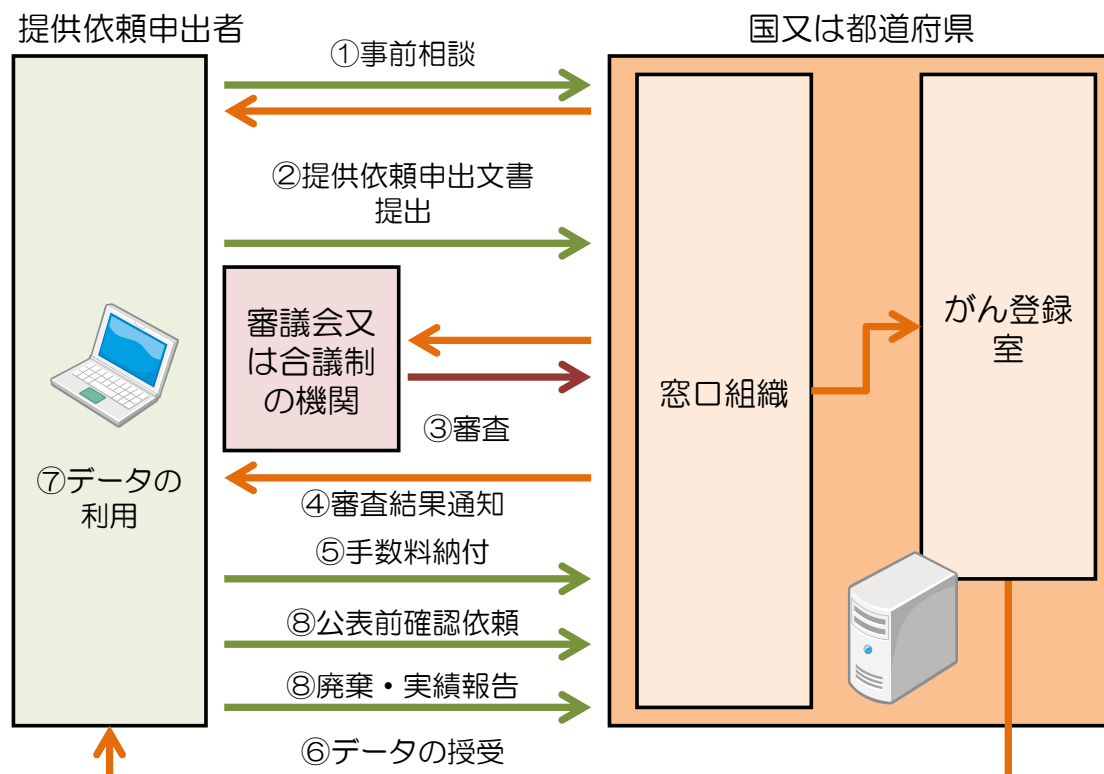 提供依頼申出者
国又は都道府県
①事前相談
②提供依頼申出文書
提出
審議会又
は合議制
の機関
③審査
④審査結果通知
⑤手数料納付
⑧公表前確認依頼
⑧廃棄・実績報告
⑥データの授受
⑦データの
利用
窓口組織
がん登録
室